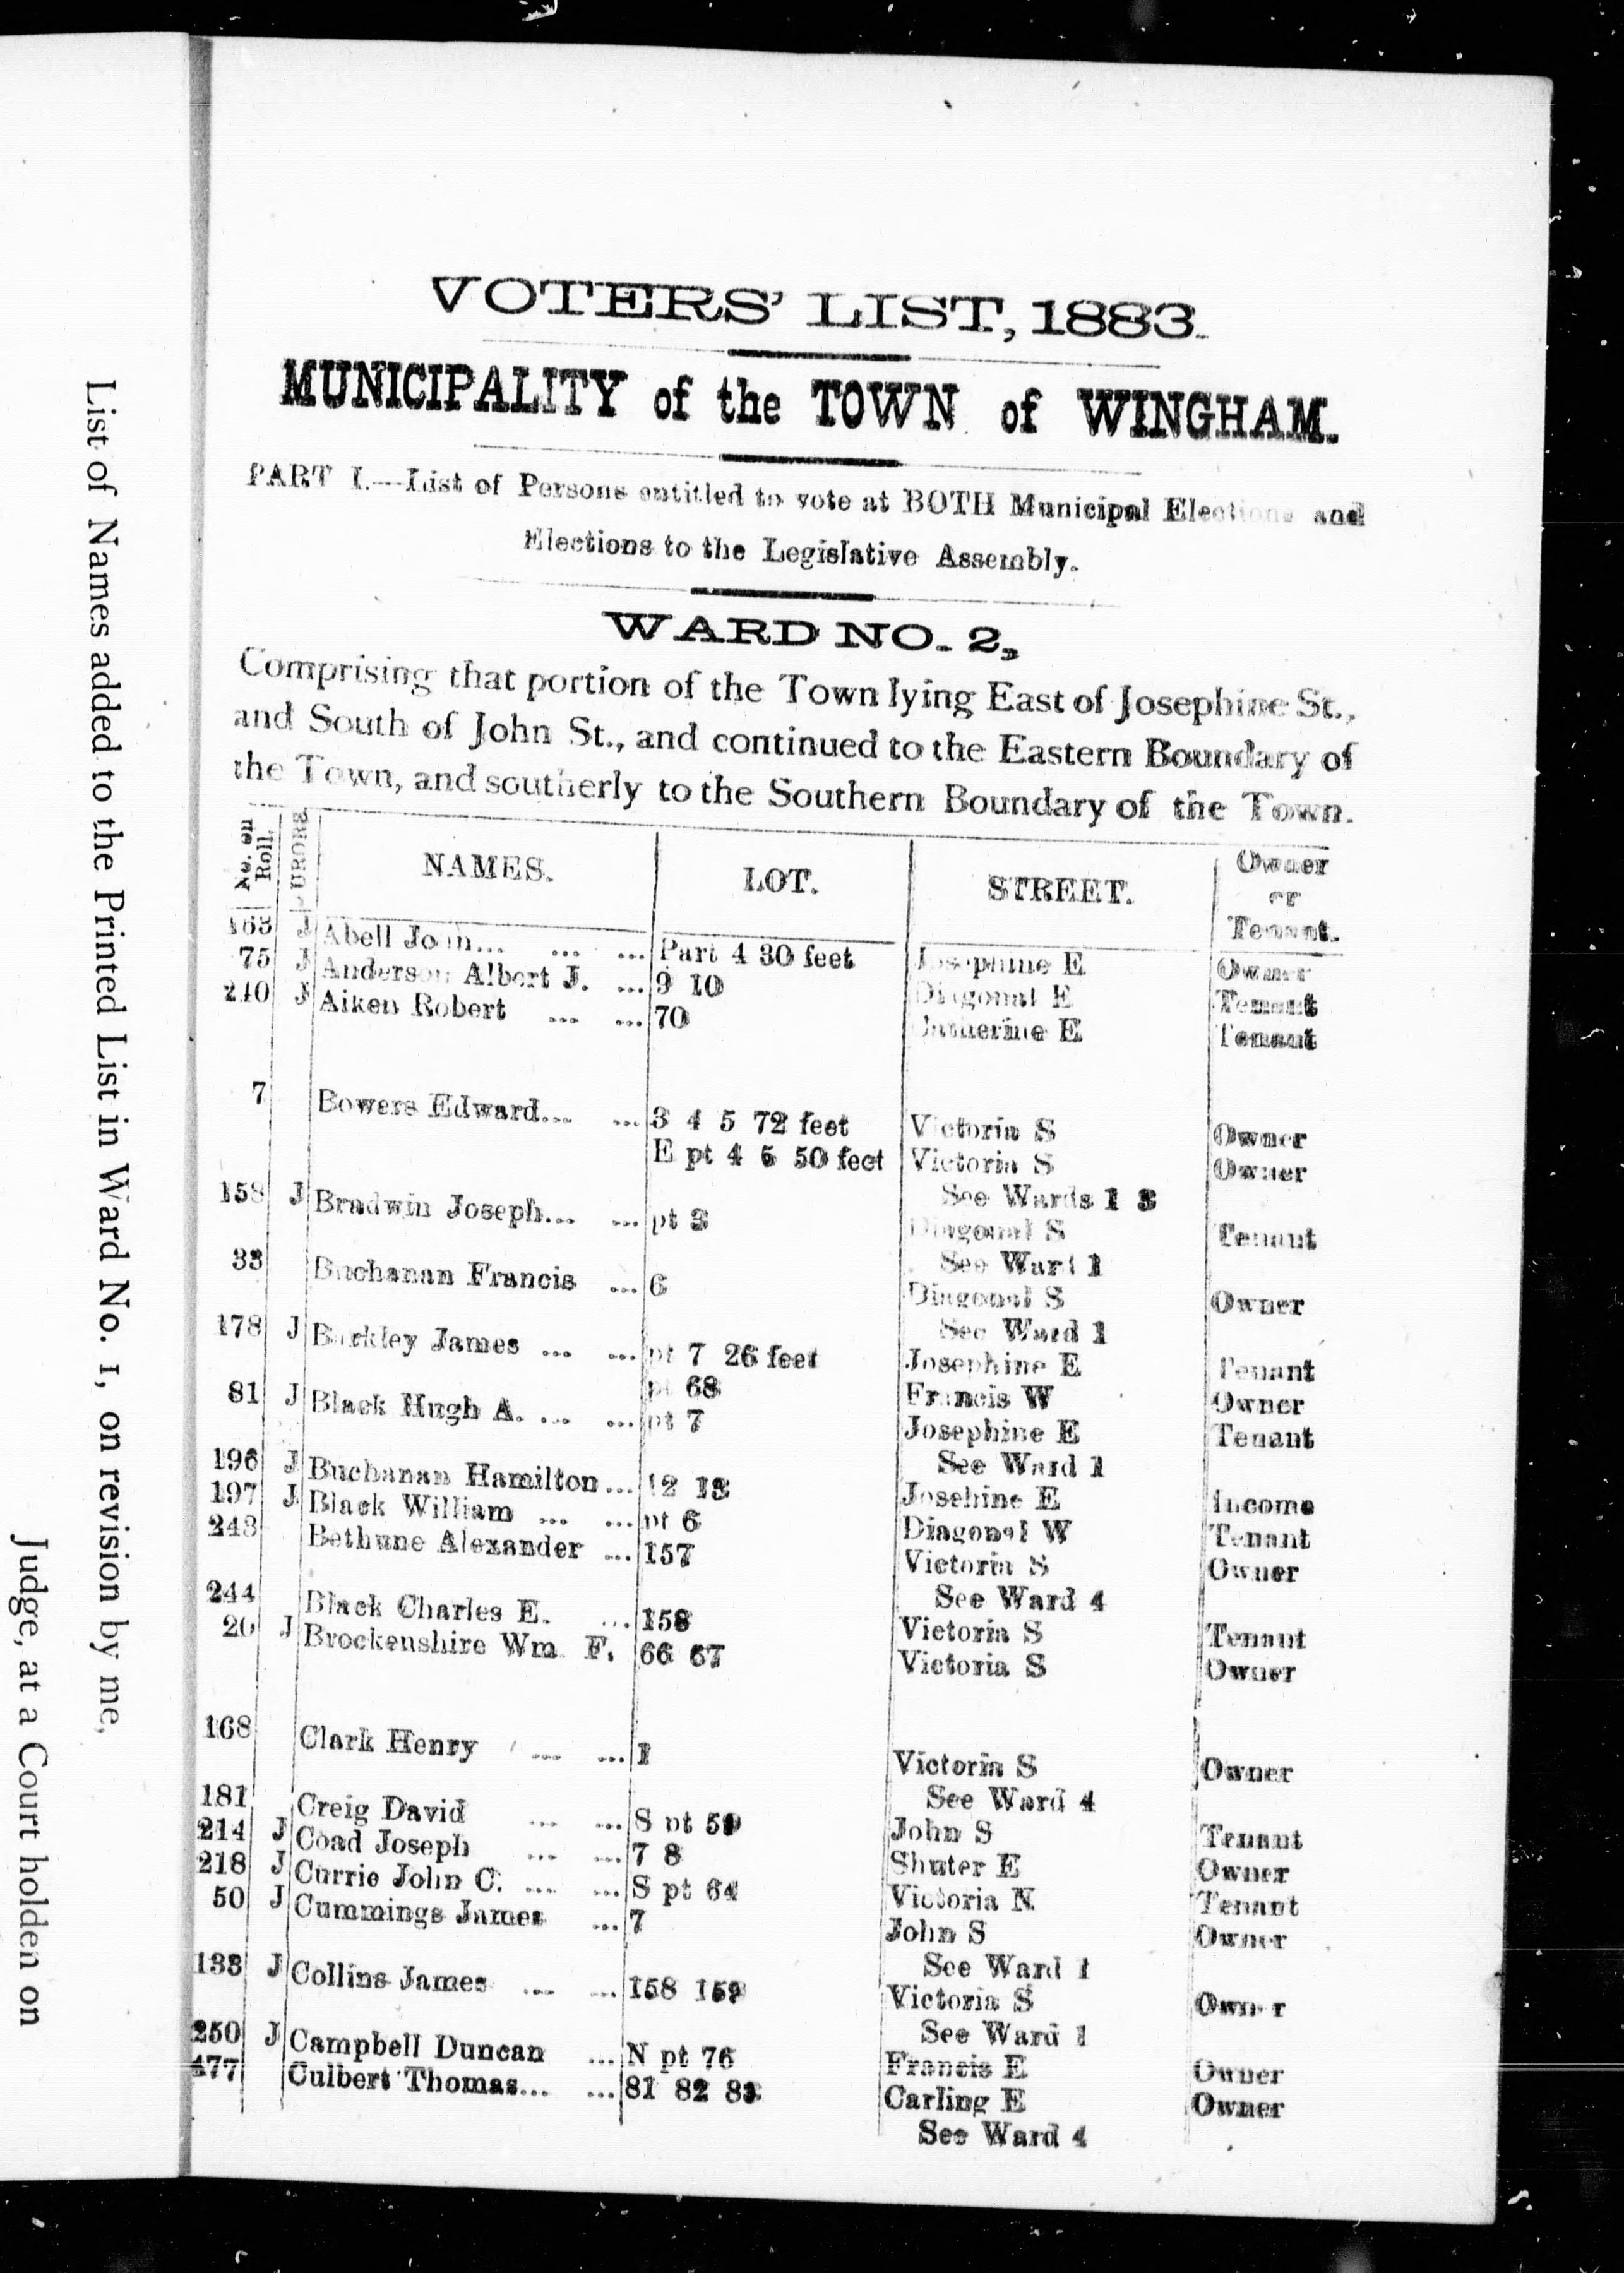 List of Names added to the Printed List in Ward No. 1, on revision by me,
Judge, at a Court holden on
VOTERS' LIST, 1883.
MUNICIPALITY of the TOWN of WINGHAM.
PART I.—List of Persons entitled to vote at BOTH Municipal Elections and
Elections to the Legislative Assembly.
WARD NO. 2,
Comprising that portion of the Town lying East of Josephine St.,
and South of John St., and continued to the Eastern Boundary of
the Town, and southerly to the Southern Boundary of the Town.
No. on Roll. JURORS NAMES. LOT. STREET. Owner or Tenant.
163 J Abell John... ... ... Part 4 30 feet Josephine E Owner
75 J Anderson Albert J. ... 9 10 Diagonal E Tenant
240 J Aiken Robert ... ... 70 Catherine E Tenant
7 Bowers Edward... ... 3 4 5 72 feet Victoria S Owner
E pt 4 5 50 feet Victoria S Owner
See Wards 1 3
158 J Bradwin Joseph... ... pt 3 Diagonal S Tenant
See Ward 1
33 Buchanan Francis ... 6 Diagonal S Owner
See Ward 1
178 J Barkley James ... ... pt 7 26 feet Josephine E Tenant
pt 68 Francis W Owner
81 J Black Hugh A. ... ... pt 7 Josephine E Tenant
See Ward 1
196 J Buchanan Hamilton... 12 13 Josehine E Income
197 J Black William ... ... pt 6 Diagonal W Tenant
243 Bethune Alexander ... 157 Victoria S Owner
See Ward 4
244 Black Charles E. ... 158 Victoria S Tenant
20 J Brockenshire Wm F. 66 67 Victoria S Owner
168 Clark Henry ... ... 1 Victoria S Owner
See Ward 4
181 Creig David ... ... S pt 59 John S Tenant
214 J Coad Joseph ... ... 7 8 Shuter E Owner
218 J Currie John C. ... ... S pt 64 Victoria N Tenant
50 J Cummings James ... 7 John S Owner
See Ward 1
133 J Collins James ... ... 158 159 Victoria S Owner
See Ward 1
250 J Campbell Duncan ... N pt 76 Francis E Owner
477 Culbert Thomas... ... 81 82 83 Carling E Owner
See Ward 4